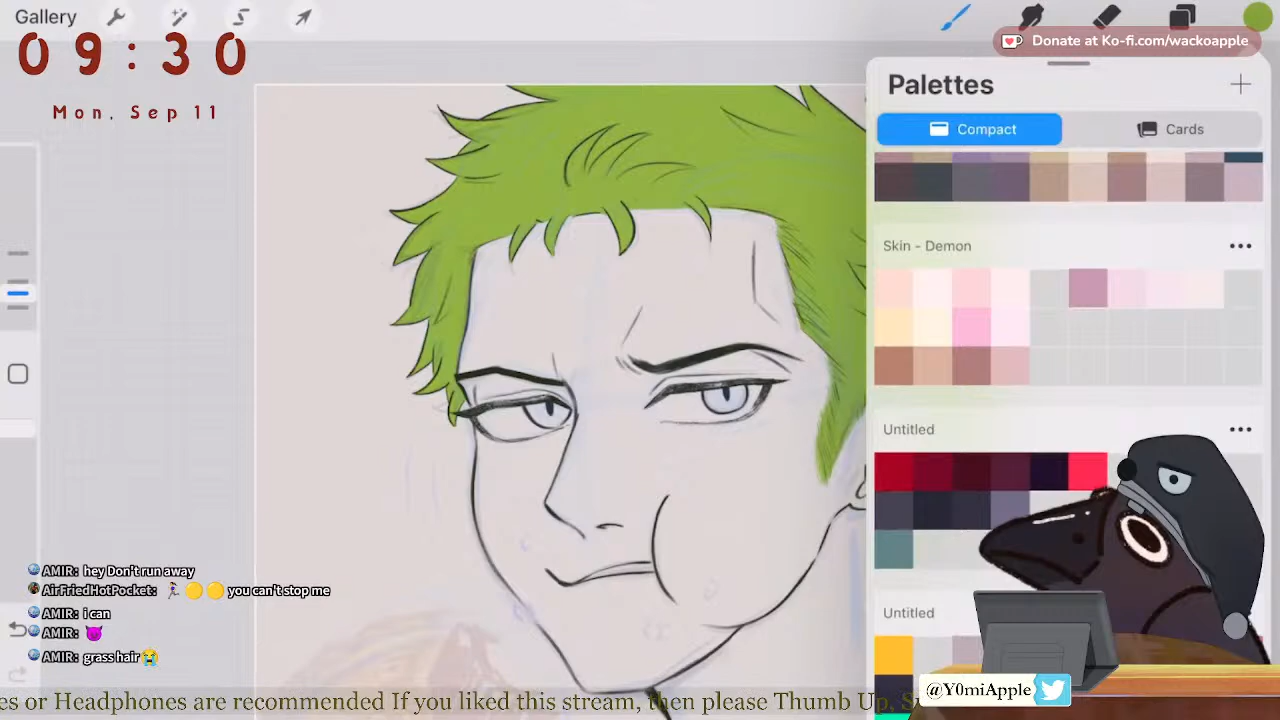 Gallery
09:30
Mon, Sep 11
Donate at Ko-fi.com/wackoapple
Palettes
Compact
Cards
Skin - Demon
Untitled
Untitled
AMIR: hey Don't run away
AirFriedHotPocket: you can't stop me
AMIR: i can
AMIR: 😈
AMIR: grass hair😭
@Y0miApple
es or Headphones are recommended If you liked this stream, then please Thumb Up, S